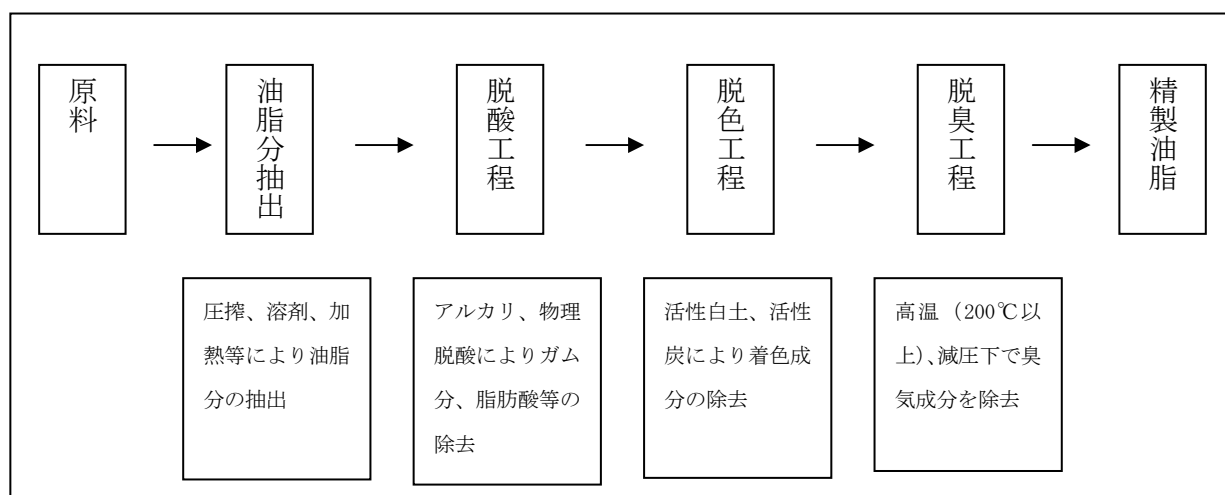 原料
油脂分抽出
脱酸工程
脱色工程
脱臭工程
精製油脂
圧搾、溶剤、加
熱等により油脂
分の抽出
アルカリ、物理
脱酸によりガム
分、脂肪酸等の
除去
活性白土、活性
炭により着色成
分の除去
高温（200℃以
上）、減圧下で臭
気成分を除去